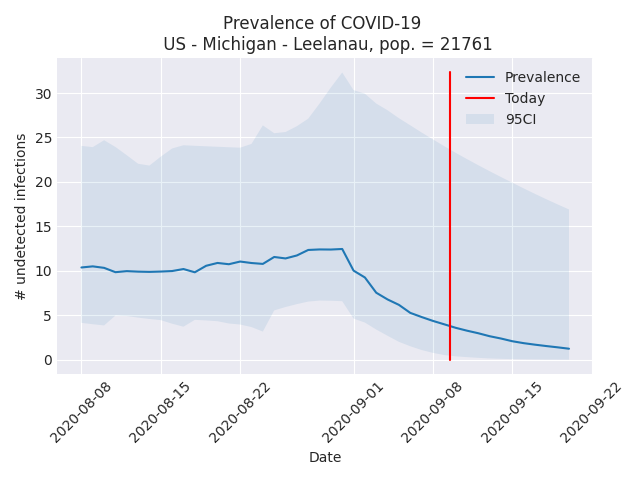 Prevalence of COVID-19
US - Michigan - Leelanau, pop. = 21761
# undetected infections
30
25
20
15
10
5
0
Prevalence
Today
95CI
2020-08-08
2020-08-15
2020-08-22
2020-09-01
2020-09-08
2020-09-15
2020-09-22
Date